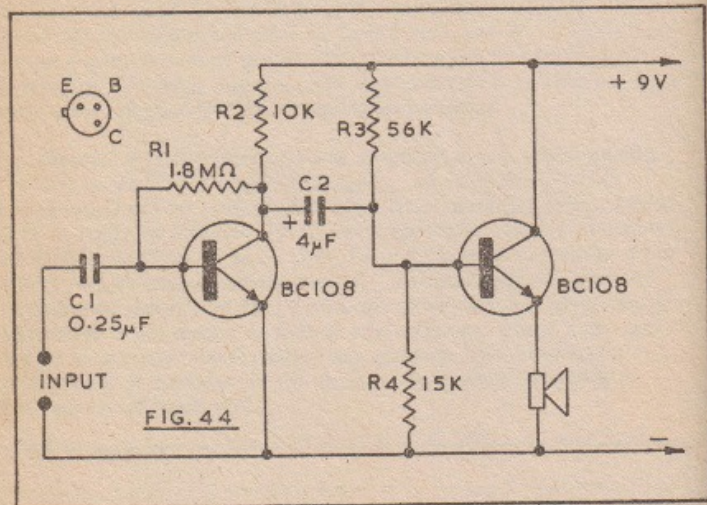 E B
C
R1
1.8MΩ
R2 10K
R3 56K
+ 9V
C2
+
4µF
BC108
BC108
C1
0.25µF
INPUT
R4 15K
FIG. 44
−